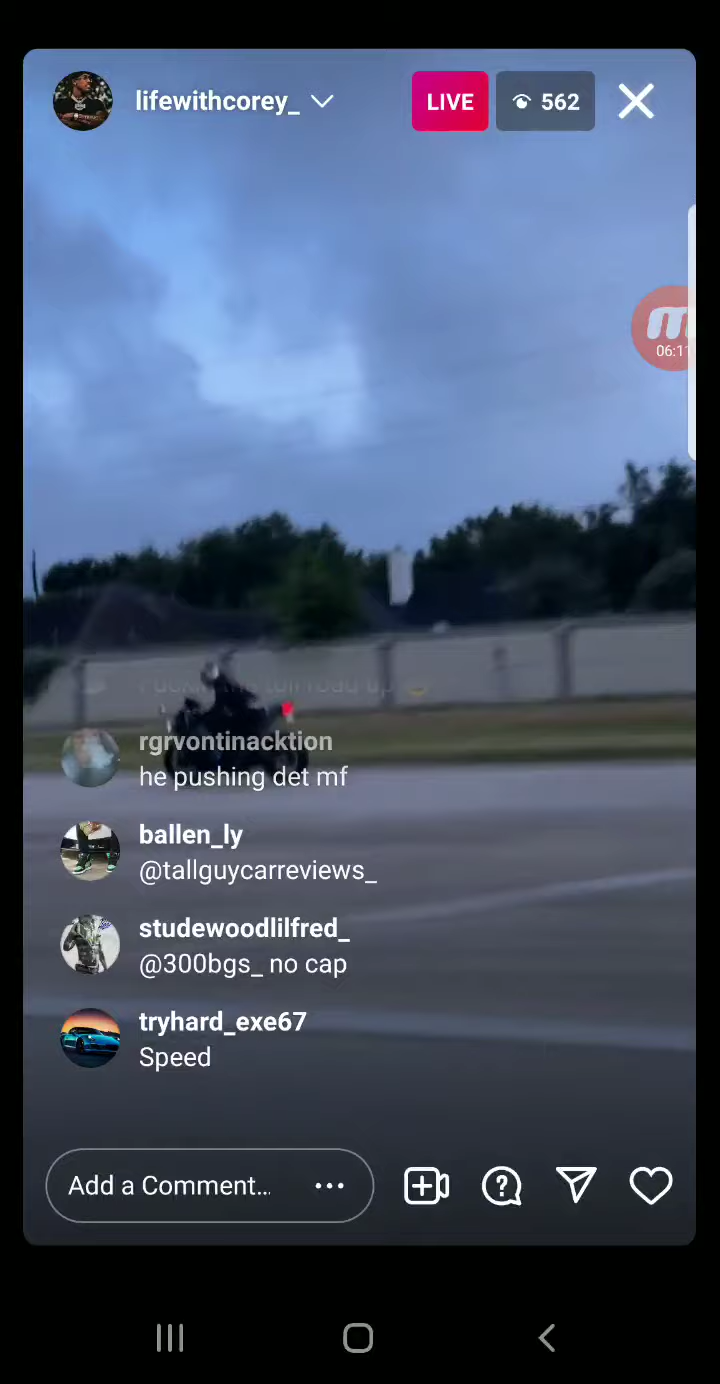 lifewithcorey_
LIVE
562
06:11
rgrvontinacktion
he pushing det mf
ballen_ly
@tallguycarreviews_
studewoodlilfred_
@300bgs_ no cap
tryhard_exe67
Speed
Add a Comment...